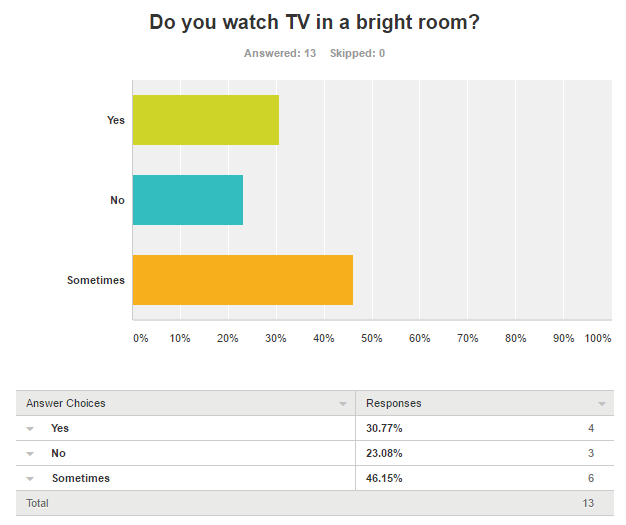 Do you watch TV in a bright room?
Answered: 13 Skipped: 0
Yes
No
Sometimes
0% 10% 20% 30% 40% 50% 60% 70% 80% 90% 100%
Answer Choices Responses
Yes 30.77% 4
No 23.08% 3
Sometimes 46.15% 6
Total 13